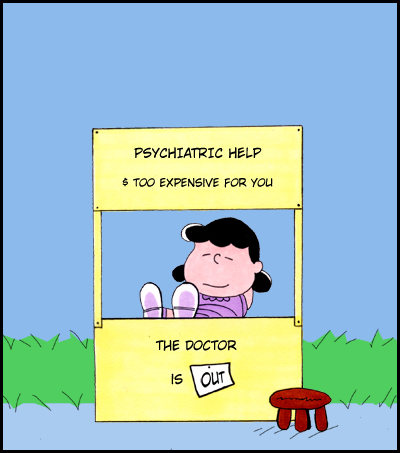 PSYCHIATRIC HELP
$ TOO EXPENSIVE FOR YOU
THE DOCTOR
IS OUT